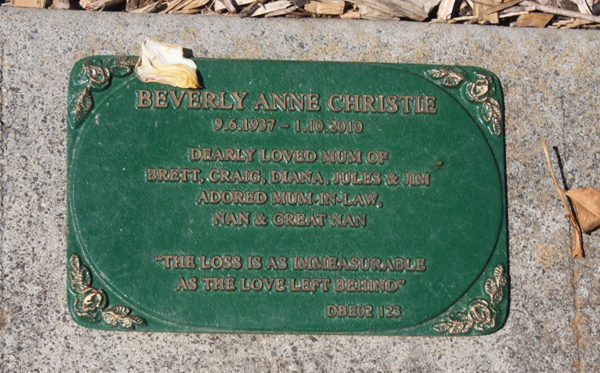 BEVERLY ANNE CHRISTIE
9.6.1937 - 1.10.2010
DEARLY LOVED MUM OF
BRETT, CRAIG, DIANA, JULES & JIM
ADORED MUM-IN-LAW,
NAN & GREAT NAN
"THE LOSS IS AS IMMEASURABLE
AS THE LOVE LEFT BEHIND"
DBE02 123